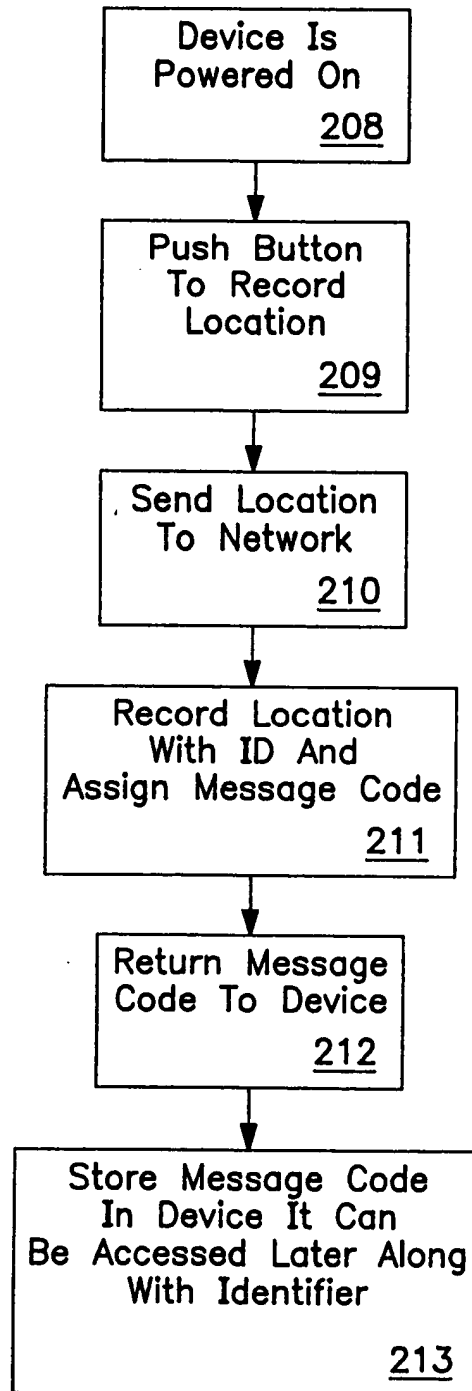 Device Is
Powered On
208
Push Button
To Record
Location
209
Send Location
To Network
210
Record Location
With ID And
Assign Message Code
211
Return Message
Code To Device
212
Store Message Code
In Device It Can
Be Accessed Later Along
With Identifier
213